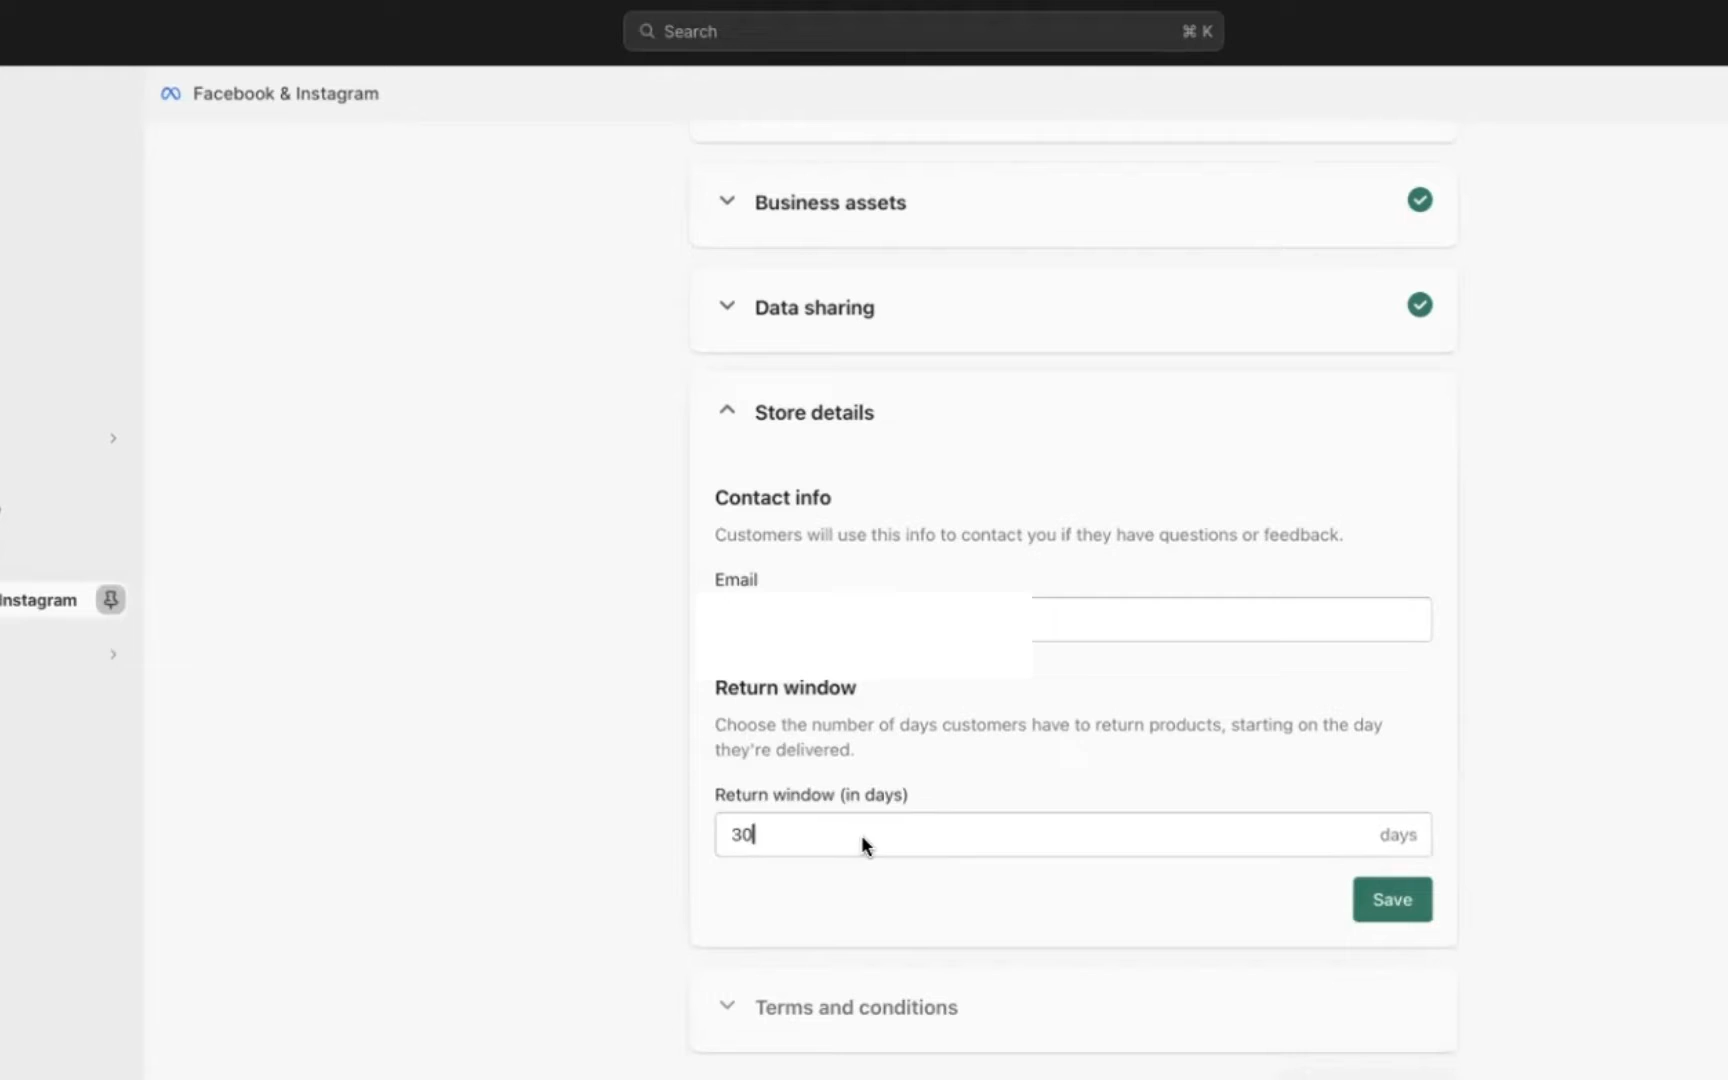 Search
⌘ K
Facebook & Instagram
Business assets
Data sharing
Store details
Contact info
Customers will use this info to contact you if they have questions or feedback.
Email
Instagram
Return window
Choose the number of days customers have to return products, starting on the day
they're delivered.
Return window (in days)
30
days
Save
Terms and conditions